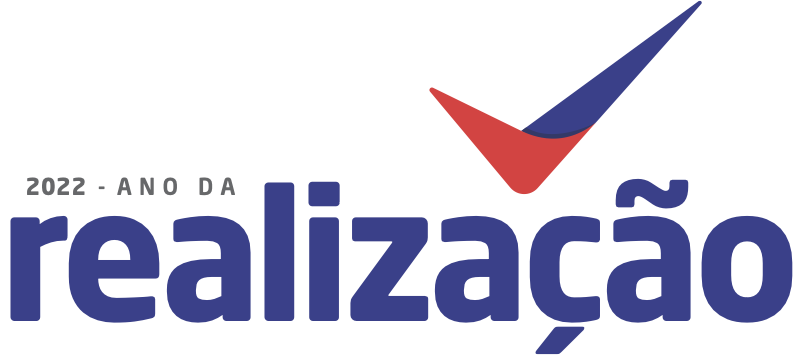 2022 - ANO DA
realização